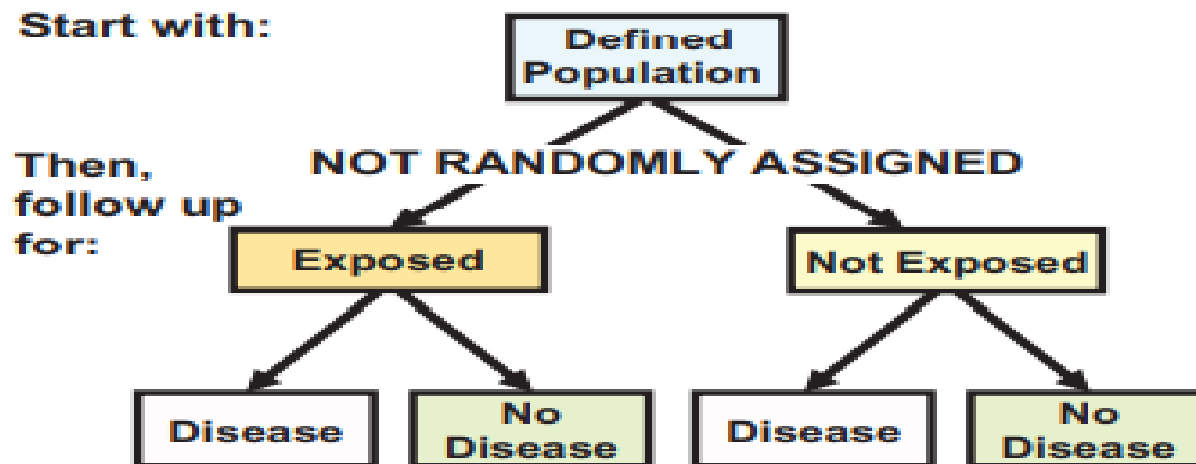 Start with:
Defined
Population
Then,
follow up
for:
NOT RANDOMLY ASSIGNED
Exposed
Not Exposed
Disease
No
Disease
Disease
No
Disease